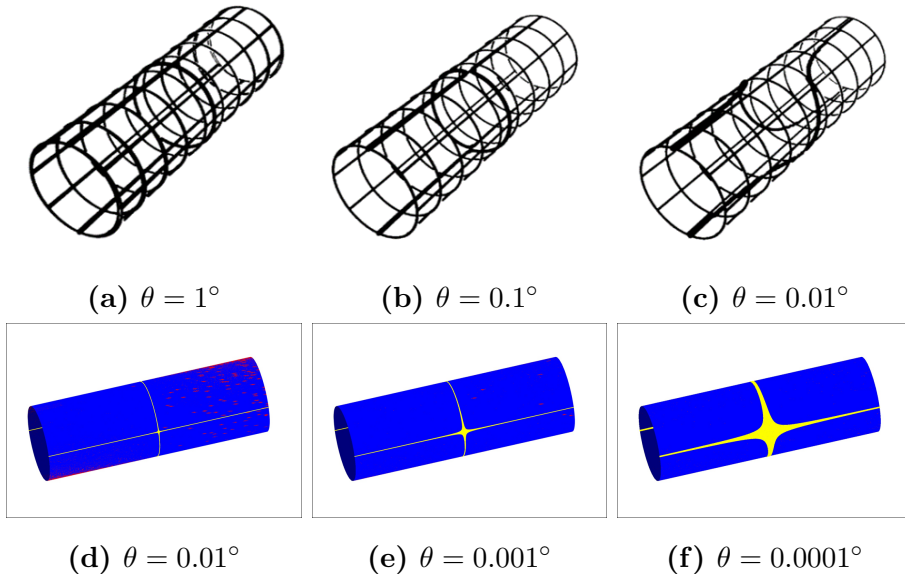 (a) θ = 1° (b) θ = 0.1° (c) θ = 0.01°
(d) θ = 0.01° (e) θ = 0.001° (f) θ = 0.0001°